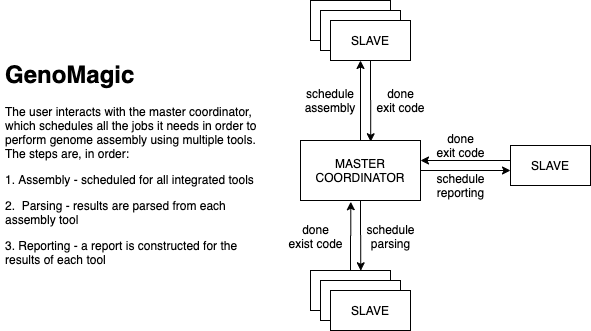 GenoMagic
The user interacts with the master coordinator,
which schedules all the jobs it needs in order to
perform genome assembly using multiple tools.
The steps are, in order:
1. Assembly - scheduled for all integrated tools
2.  Parsing - results are parsed from each
assembly tool
3. Reporting - a report is constructed for the
results of each tool
SLAVE
schedule
assembly
done
exit code
MASTER
COORDINATOR
done
exit code
schedule
reporting
SLAVE
done
exist code
schedule
parsing
SLAVE